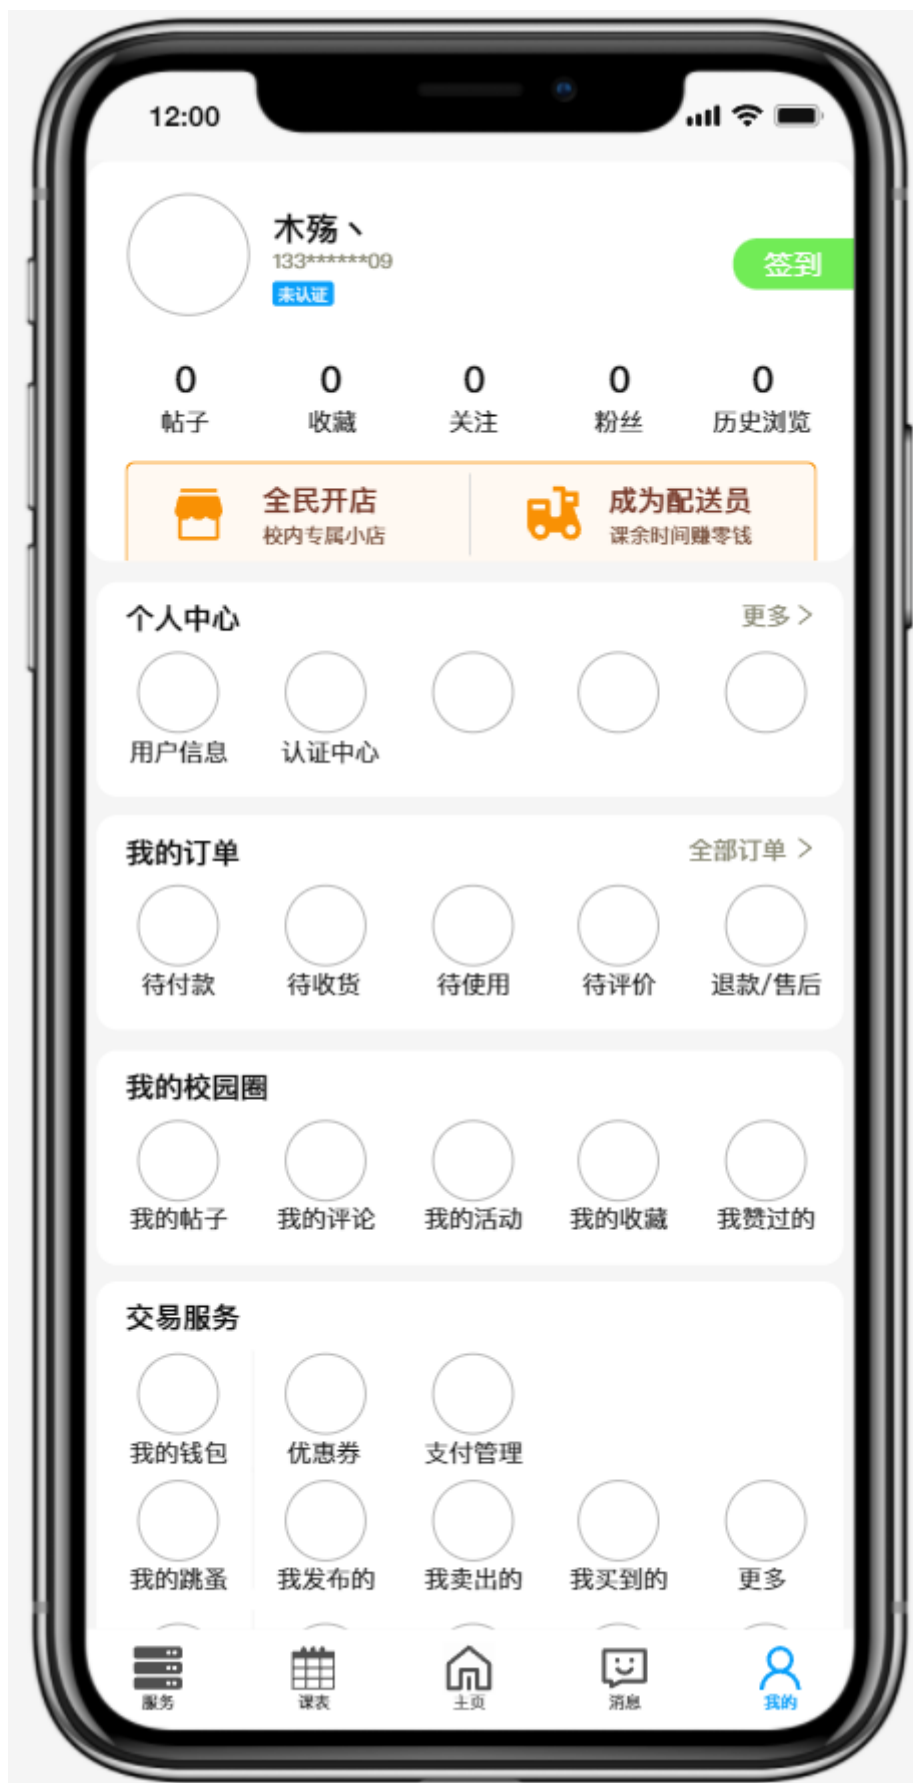 12:00
木殇丶
133******09
未认证
签到
0 0 0 0 0
帖子 收藏 关注 粉丝 历史浏览
全民开店 成为配送员
校内专属小店 课余时间赚零钱
个人中心 更多 >
用户信息 认证中心
我的订单 全部订单 >
待付款 待收货 待使用 待评价 退款/售后
我的校园圈
我的帖子 我的评论 我的活动 我的收藏 我赞过的
交易服务
我的钱包 优惠券 支付管理
我的跳蚤 我发布的 我卖出的 我买到的 更多
服务 课表 主页 消息 我的